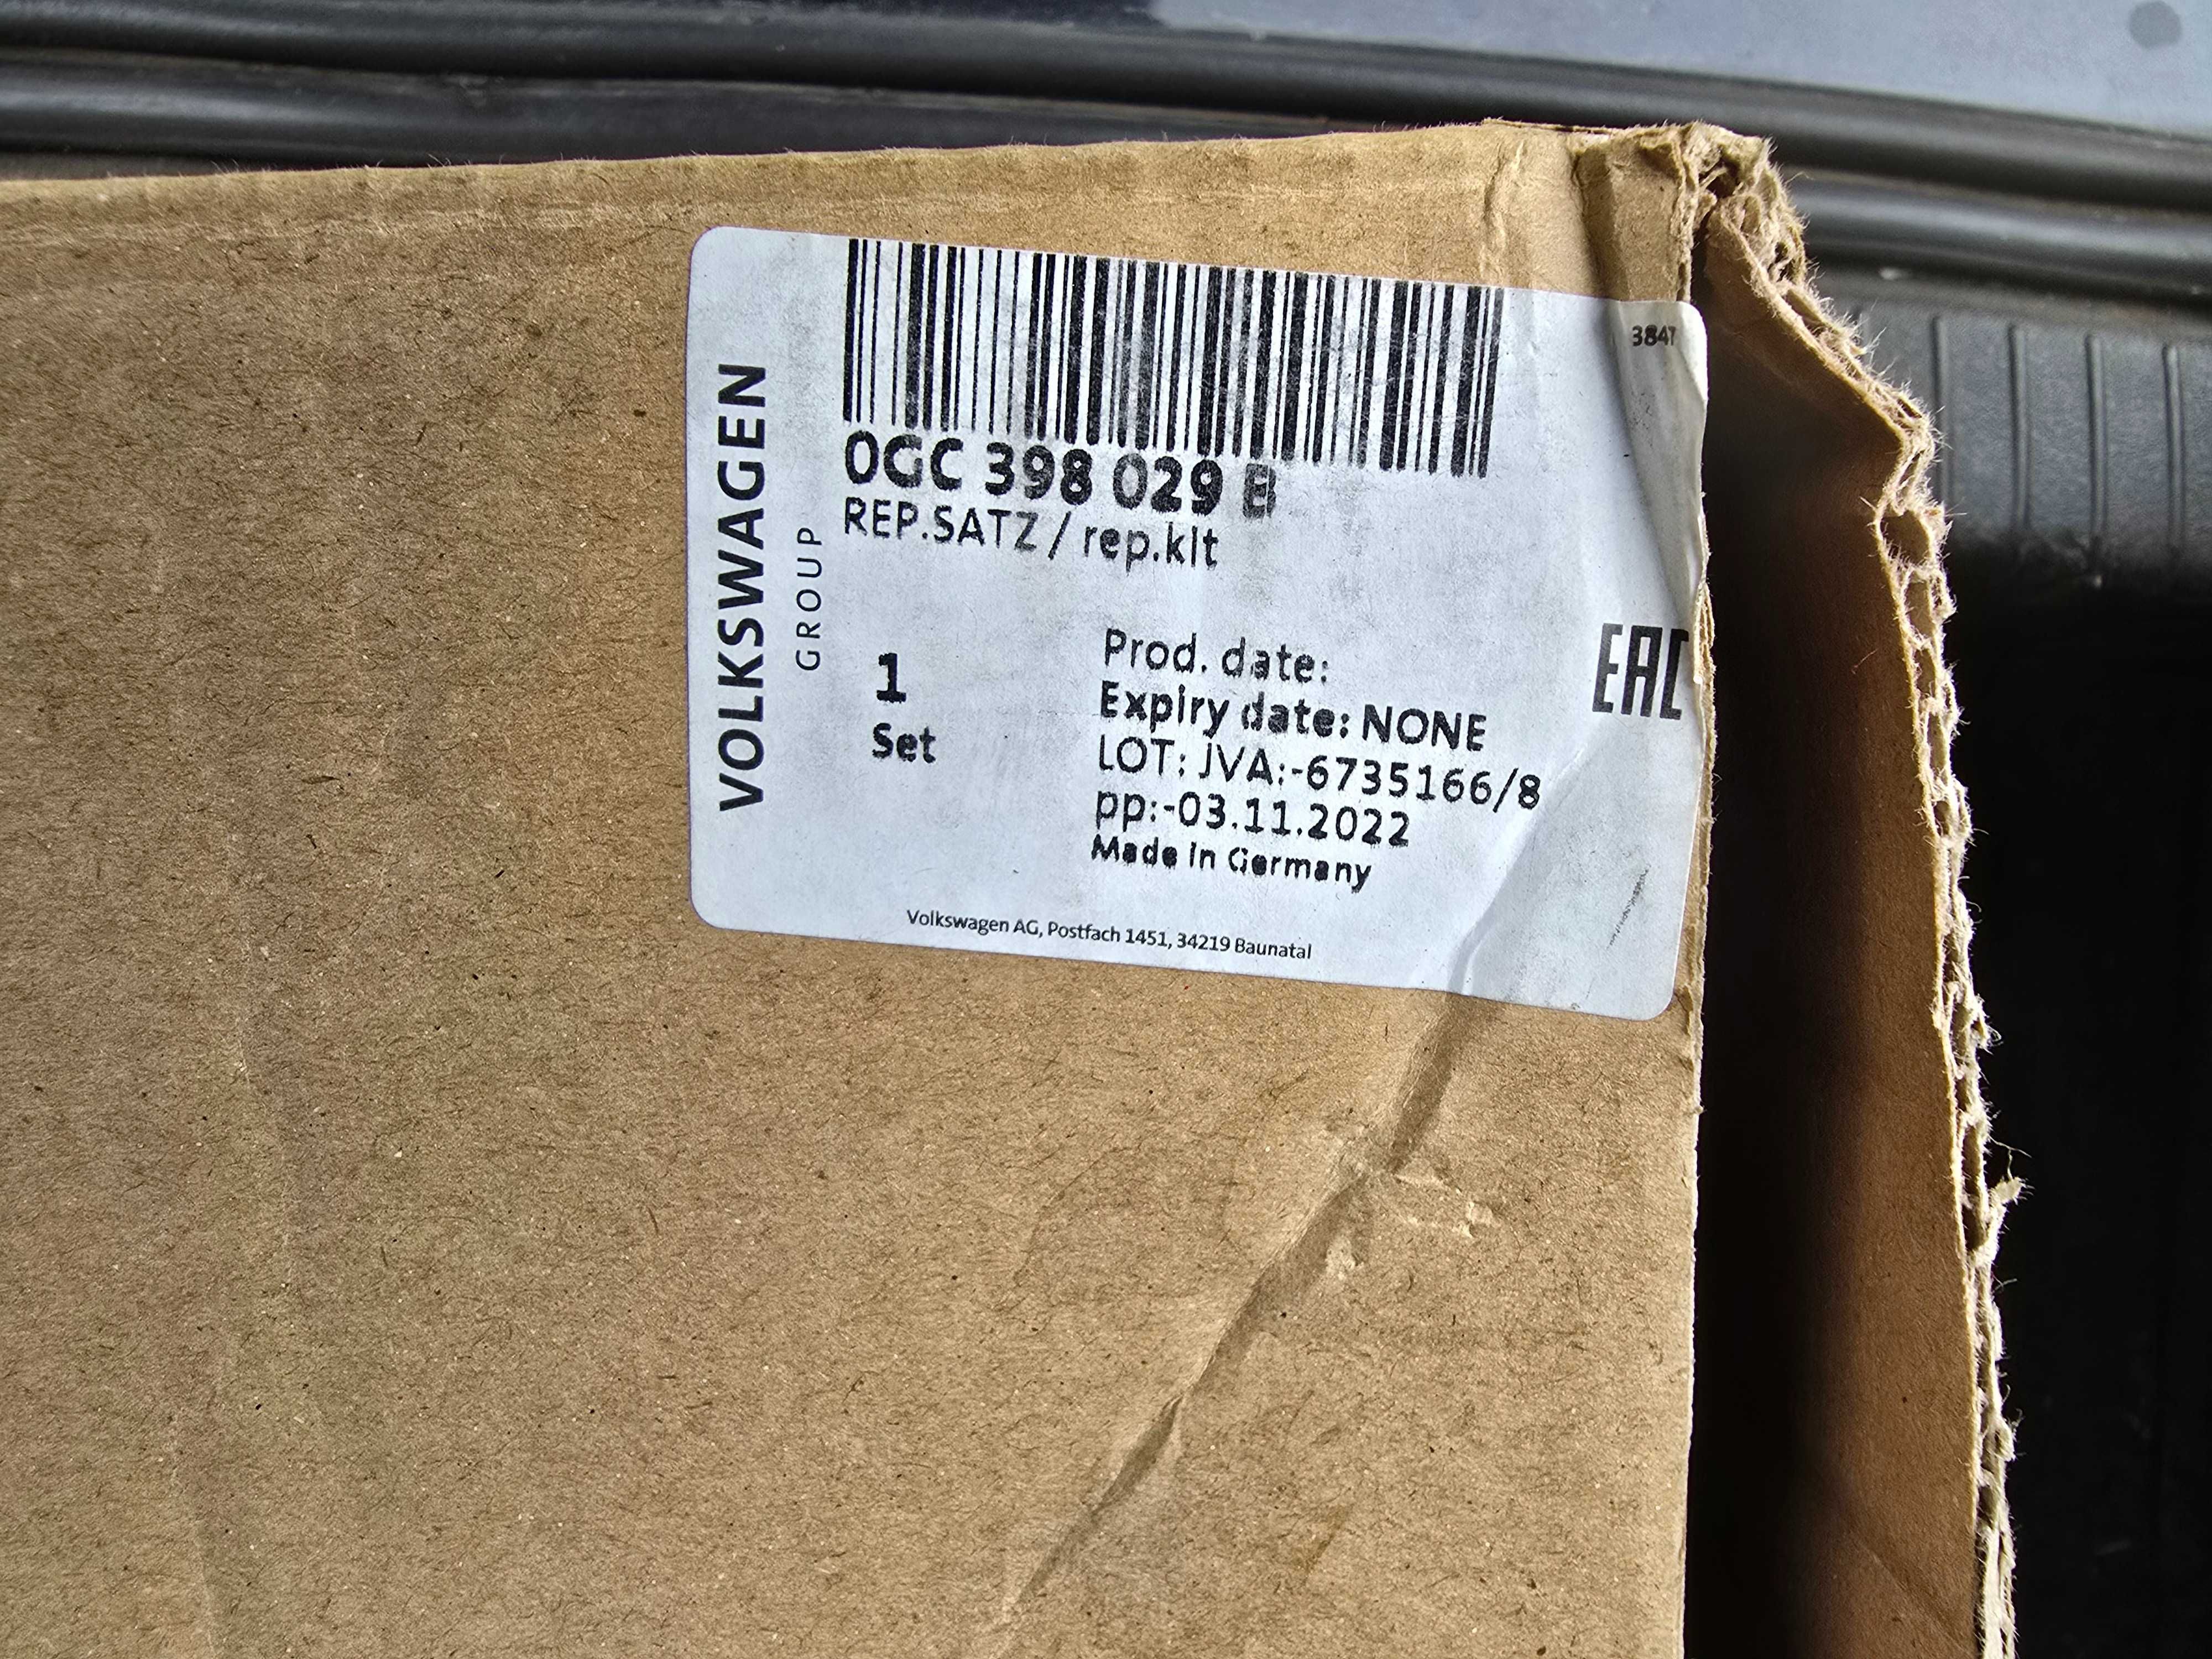 VOLKSWAGEN
GROUP
3847
0GC 398 029 B
REP.SATZ / rep.kit
1
Set
Prod. date:
Expiry date: NONE
LOT: JVA:-6735166/8
pp:-03.11.2022
Made in Germany
EAC
Volkswagen AG, Postfach 1451, 34219 Baunatal